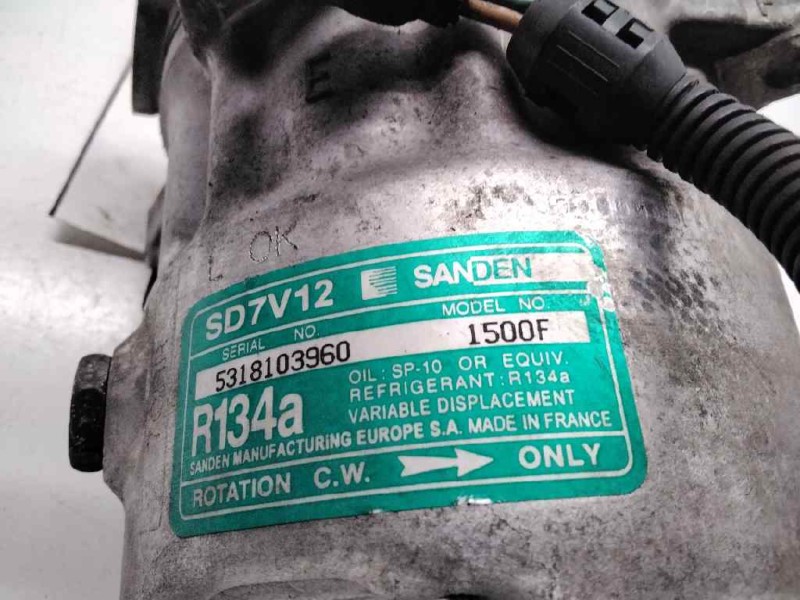 E
L OK
SD7V12 SANDEN
SERIAL NO. MODEL NO.
5318103960 1500F
R134a
OIL: SP-10 OR EQUIV.
REFRIGERANT: R134a
VARIABLE DISPLACEMENT
SANDEN MANUFACTURING EUROPE S.A. MADE IN FRANCE
ROTATION C.W. ONLY